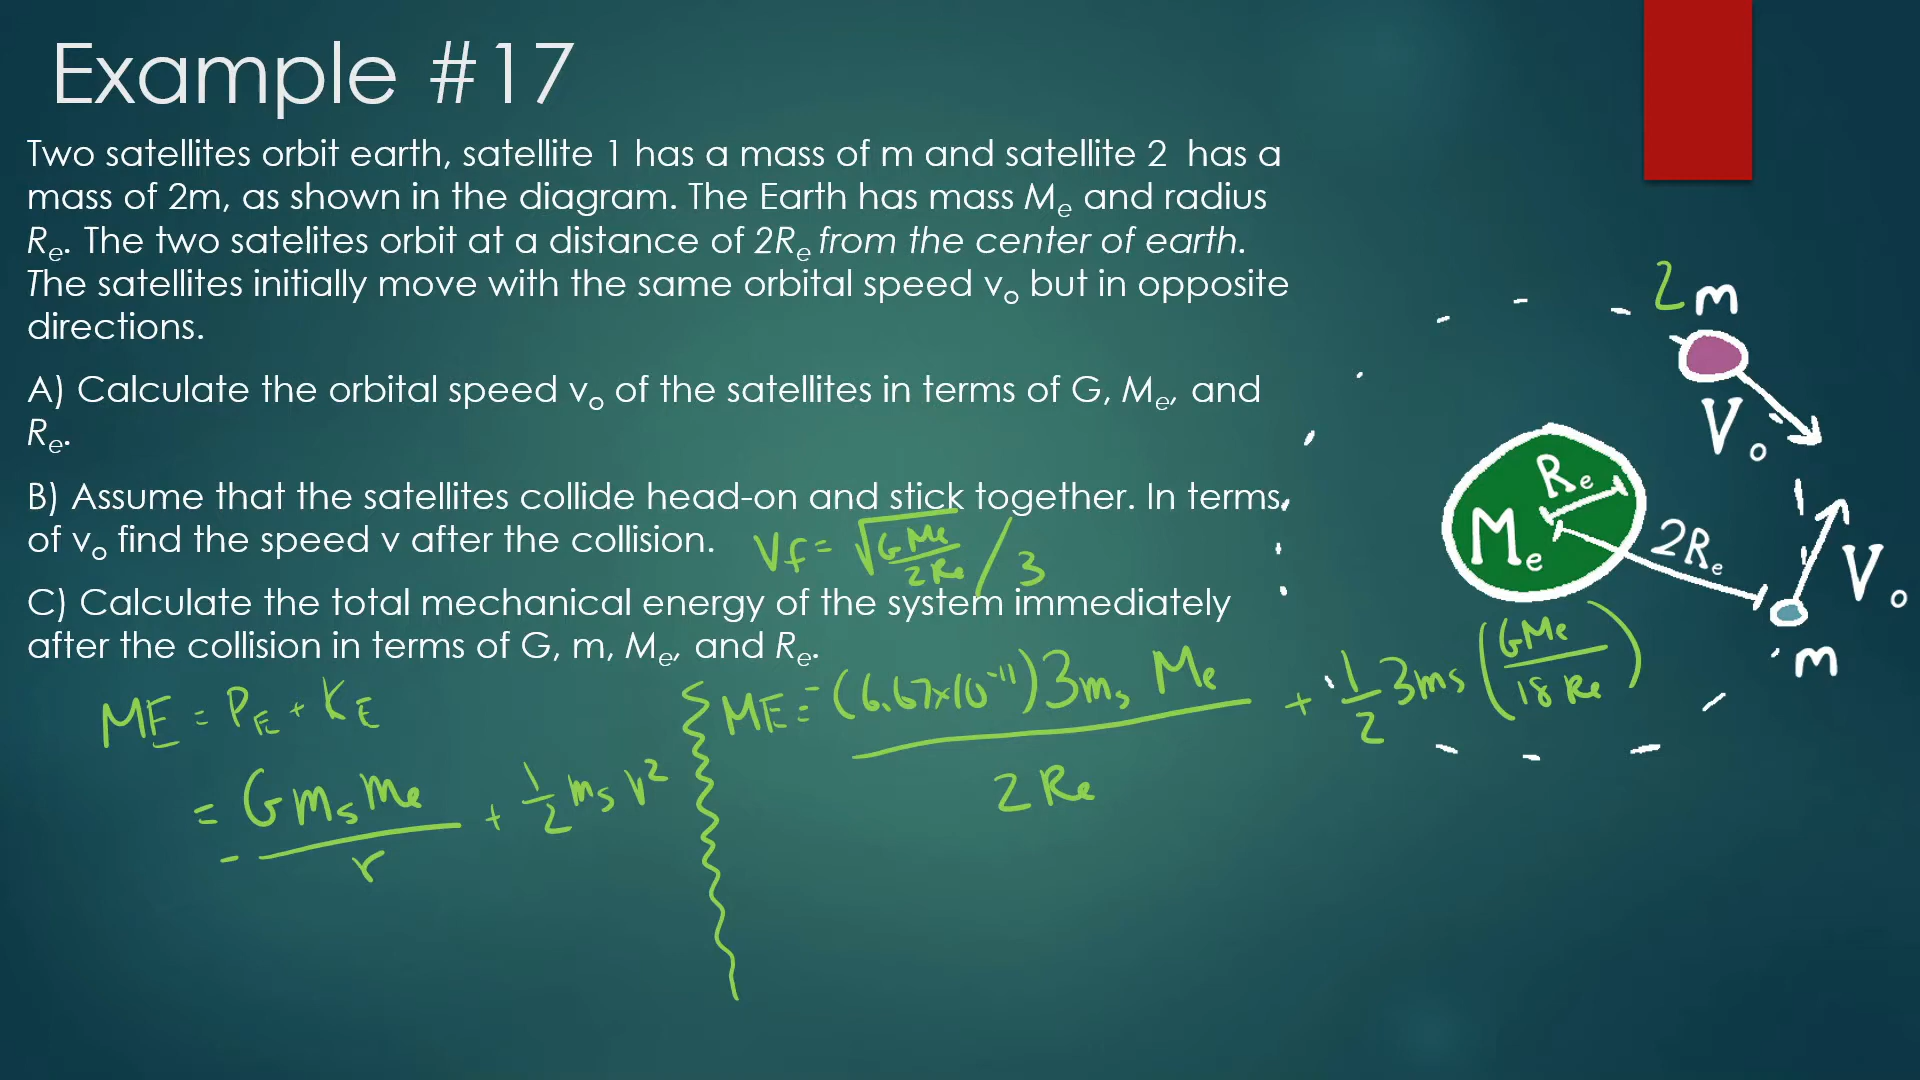 Example #17
Two satellites orbit earth, satellite 1 has a mass of m and satellite 2 has a
mass of 2m, as shown in the diagram. The Earth has mass Me and radius
Re. The two satelites orbit at a distance of 2Re from the center of earth.
The satellites initially move with the same orbital speed vo but in opposite
directions.
A) Calculate the orbital speed vo of the satellites in terms of G, Me, and
Re.
B) Assume that the satellites collide head-on and stick together. In terms
of vo find the speed v after the collision.
Vf = √(GMe/2Re) / 3
C) Calculate the total mechanical energy of the system immediately
after the collision in terms of G, m, Me, and Re.
ME = PE + KE
= - Gmsme/r + 1/2 msv²
ME = (6.67x10^-11)3ms Me / 2Re + 1/2 3ms (GMe/18Re)
2m
Vo
Re
Me
2Re
Vo
m